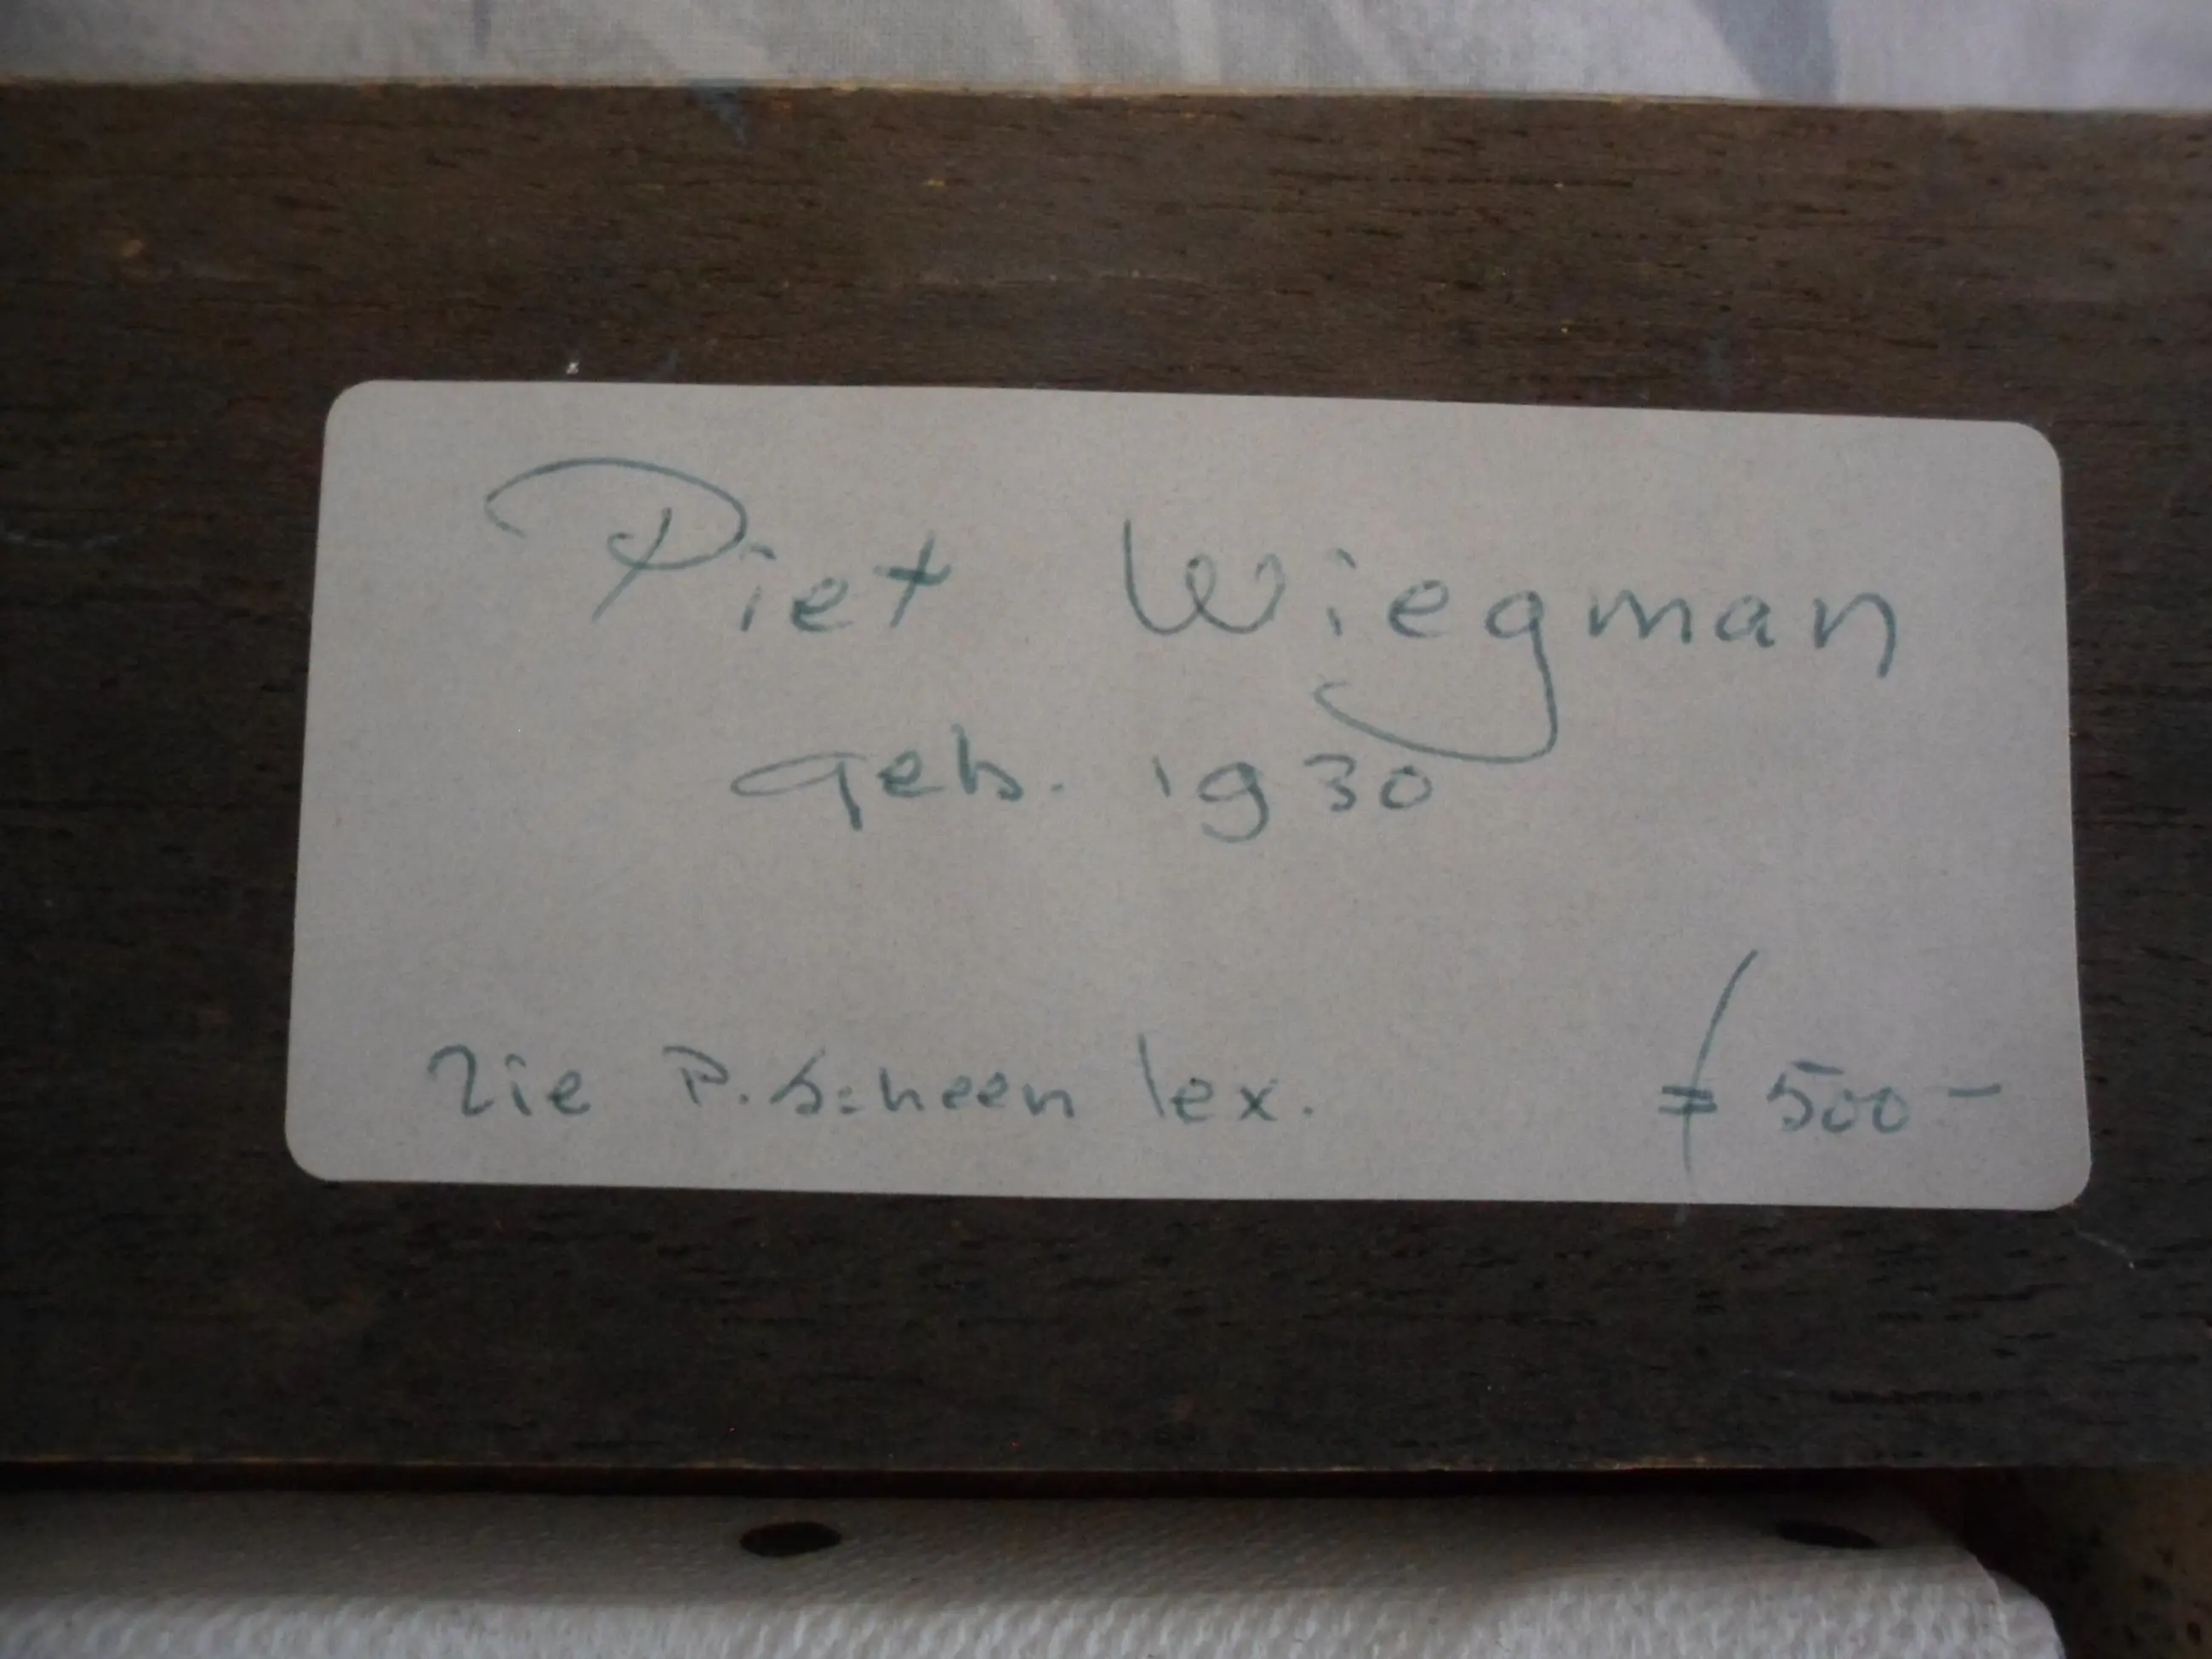 Piet Wiegman
geb. 1930
Zie P. Scheen lex.
ƒ 500-